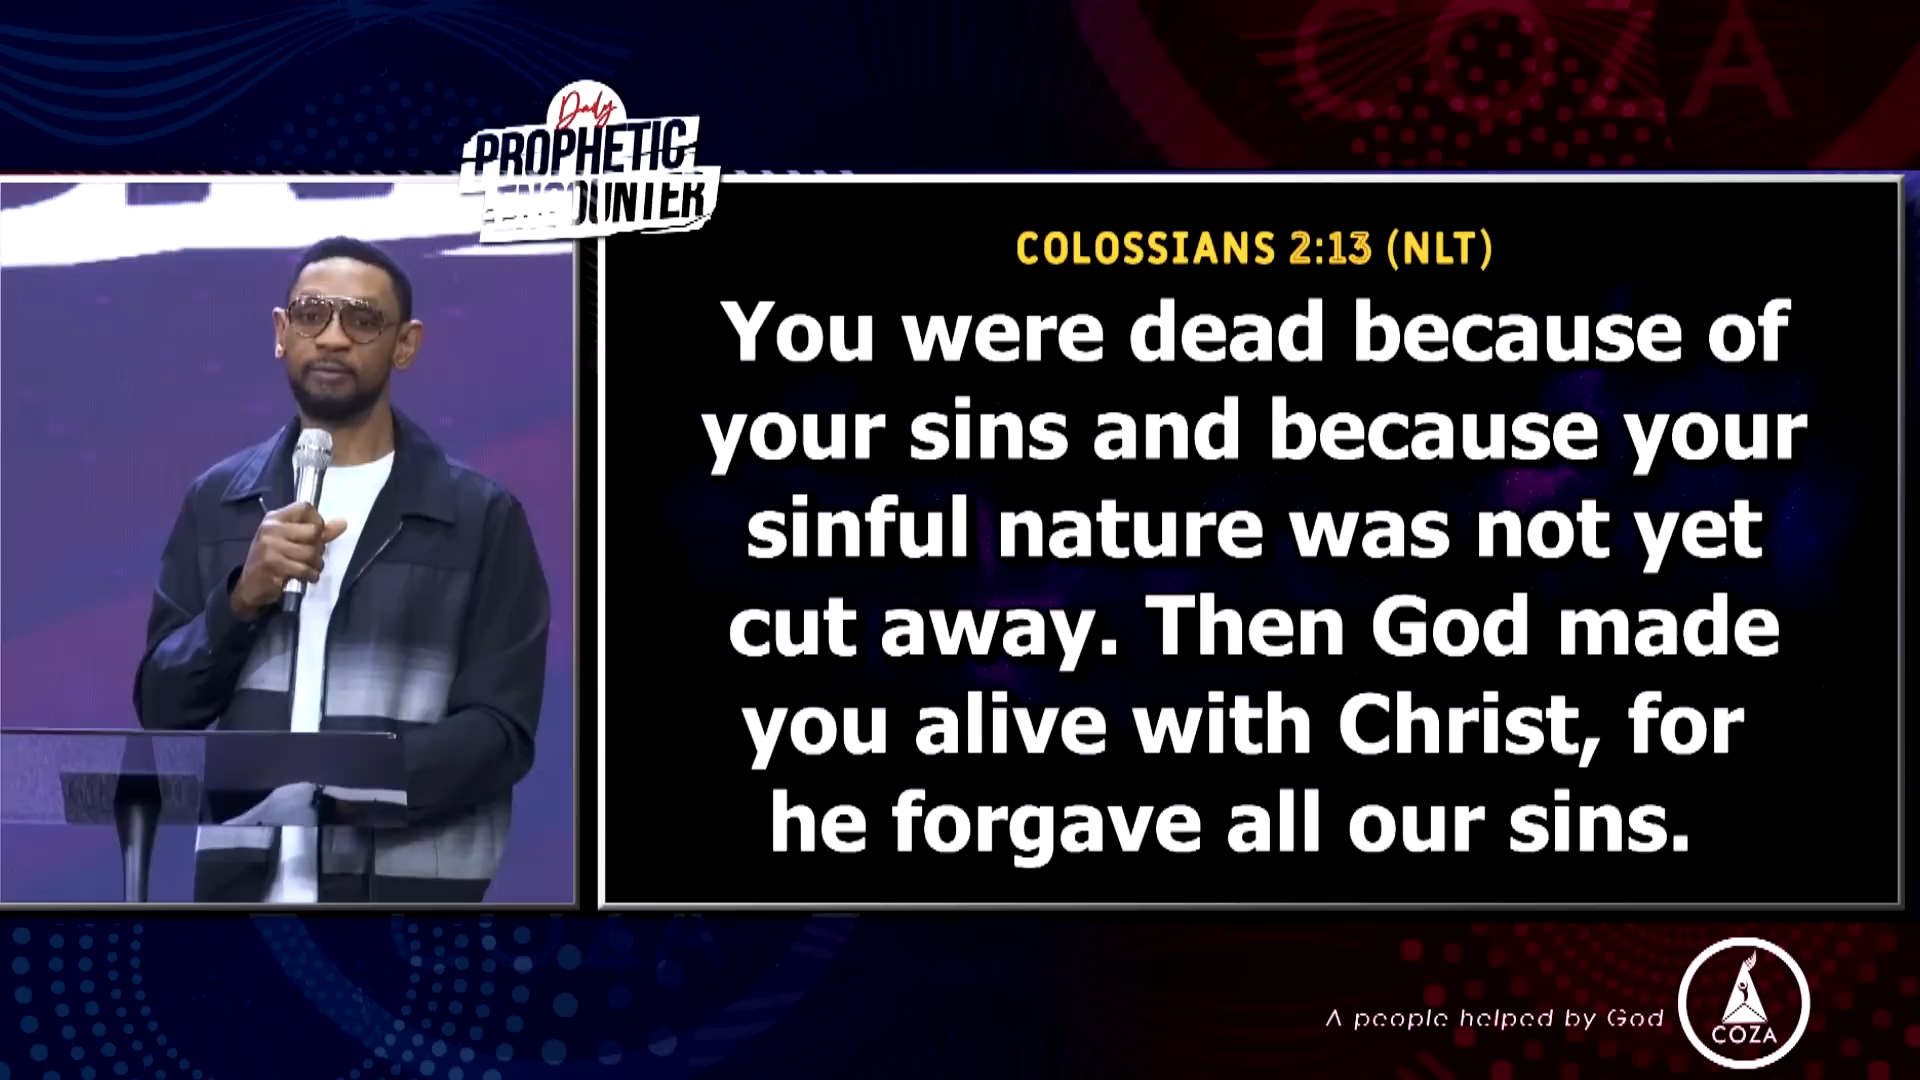 COZA
Daily
PROPHETIC
ENCOUNTER
COLOSSIANS 2:13 (NLT)
You were dead because of
your sins and because your
sinful nature was not yet
cut away. Then God made
you alive with Christ, for
he forgave all our sins.
COZA
A people helped by God
COZA